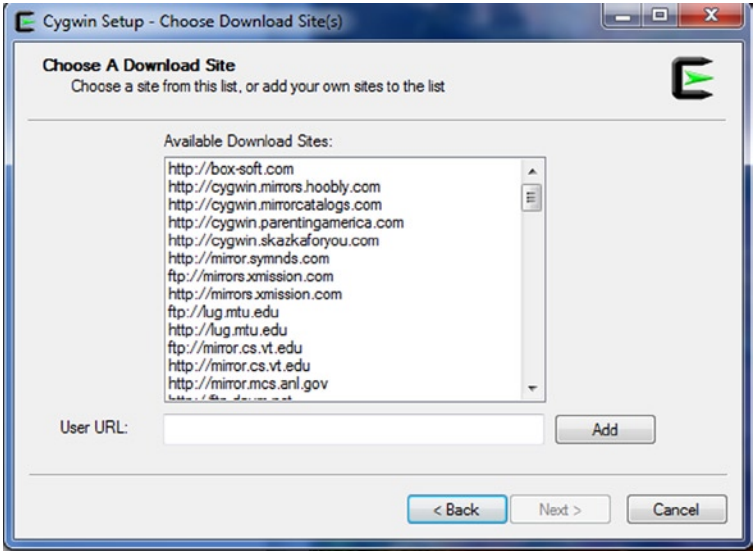 Cygwin Setup - Choose Download Site(s)
Choose A Download Site
Choose a site from this list, or add your own sites to the list
Available Download Sites:
http://box-soft.com
http://cygwin.mirrors.hoobly.com
http://cygwin.mirrorcatalogs.com
http://cygwin.parentingamerica.com
http://cygwin.skazkaforyou.com
http://mirror.symnds.com
ftp://mirrors.xmission.com
http://mirrors.xmission.com
ftp://lug.mtu.edu
http://lug.mtu.edu
ftp://mirror.cs.vt.edu
http://mirror.cs.vt.edu
http://mirror.mcs.anl.gov
User URL:
Add
< Back
Next >
Cancel